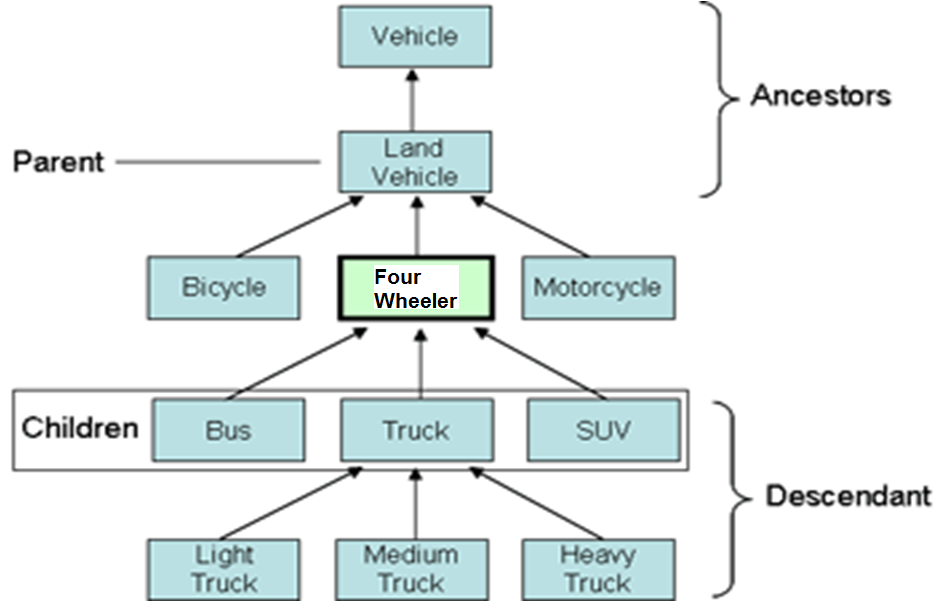 Vehicle
Ancestors
Land
Vehicle
Parent
Bicycle
Four
Wheeler
Motorcycle
Children
Bus
Truck
SUV
Descendant
Light
Truck
Medium
Truck
Heavy
Truck